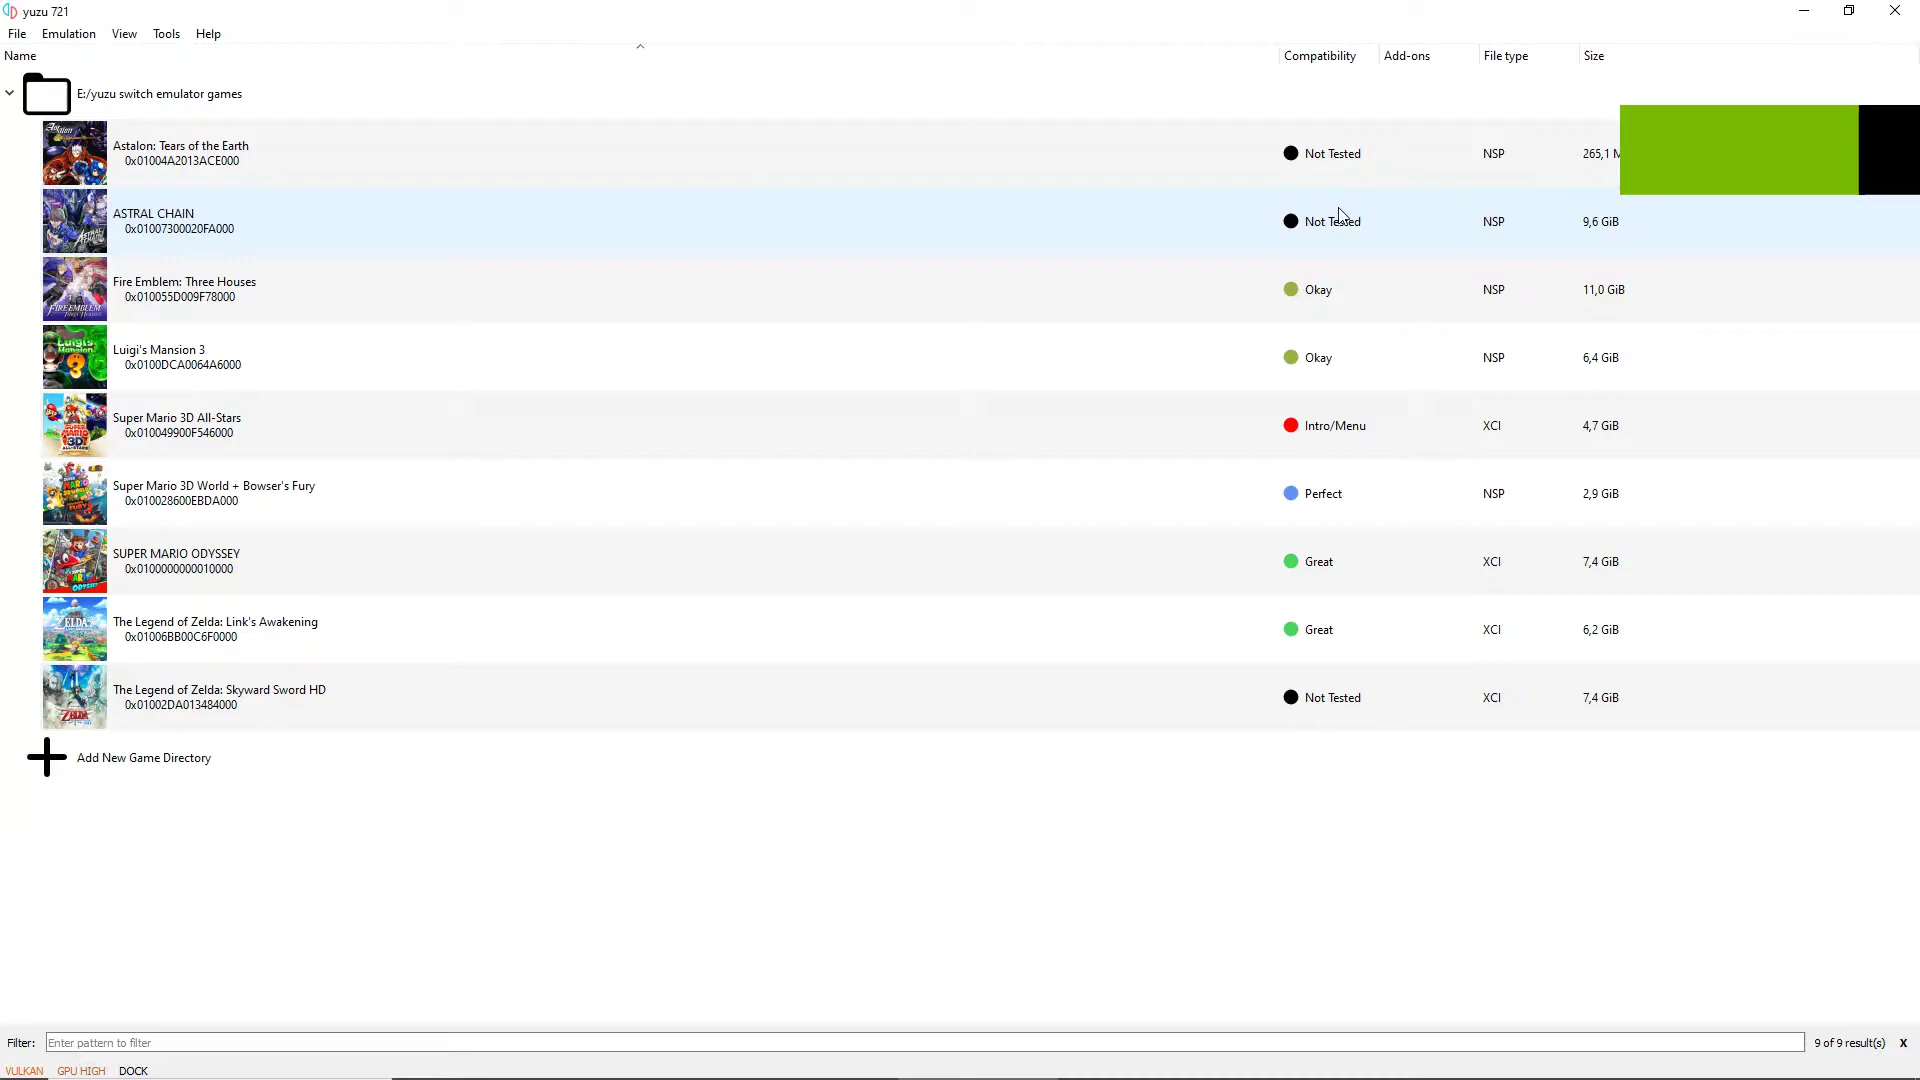 yuzu 721
File Emulation View Tools Help
Name Compatibility Add-ons File type Size
E:/yuzu switch emulator games
Astalon: Tears of the Earth
0x01004A2013ACE000 Not Tested NSP 265,1 M
ASTRAL CHAIN
0x01007300020FA000 Not Tested NSP 9,6 GiB
Fire Emblem: Three Houses
0x010055D009F78000 Okay NSP 11,0 GiB
Luigi's Mansion 3
0x0100DCA0064A6000 Okay NSP 6,4 GiB
Super Mario 3D All-Stars
0x010049900F546000 Intro/Menu XCI 4,7 GiB
Super Mario 3D World + Bowser's Fury
0x010028600EBDA000 Perfect NSP 2,9 GiB
SUPER MARIO ODYSSEY
0x0100000000010000 Great XCI 7,4 GiB
The Legend of Zelda: Link's Awakening
0x01006BB00C6F0000 Great XCI 6,2 GiB
The Legend of Zelda: Skyward Sword HD
0x01002DA013484000 Not Tested XCI 7,4 GiB
Add New Game Directory
Filter: Enter pattern to filter 9 of 9 result(s) X
VULKAN GPU HIGH DOCK